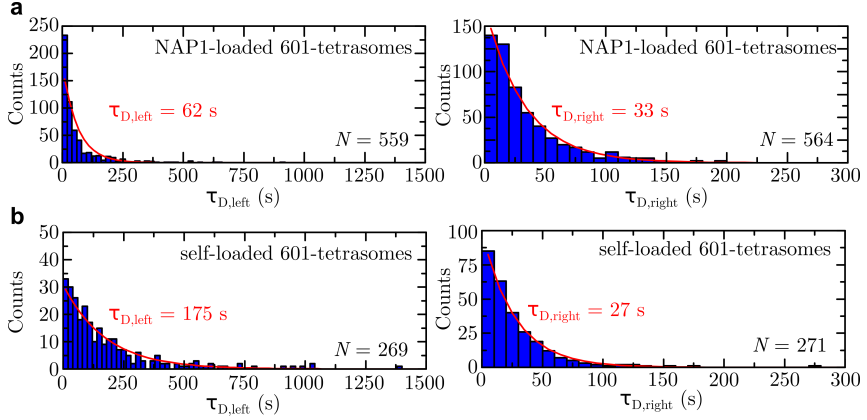 a
NAP1-loaded 601-tetrasomes
τD,left = 62 s
N = 559
Counts
250
200
150
100
50
0
0 250 500 750 1000 1250 1500
τD,left (s)
NAP1-loaded 601-tetrasomes
τD,right = 33 s
N = 564
Counts
150
100
50
0
0 50 100 150 200 250 300
τD,right (s)
b
self-loaded 601-tetrasomes
τD,left = 175 s
N = 269
Counts
50
40
30
20
10
0
0 250 500 750 1000 1250 1500
τD,left (s)
self-loaded 601-tetrasomes
τD,right = 27 s
N = 271
Counts
100
75
50
25
0
0 50 100 150 200 250 300
τD,right (s)